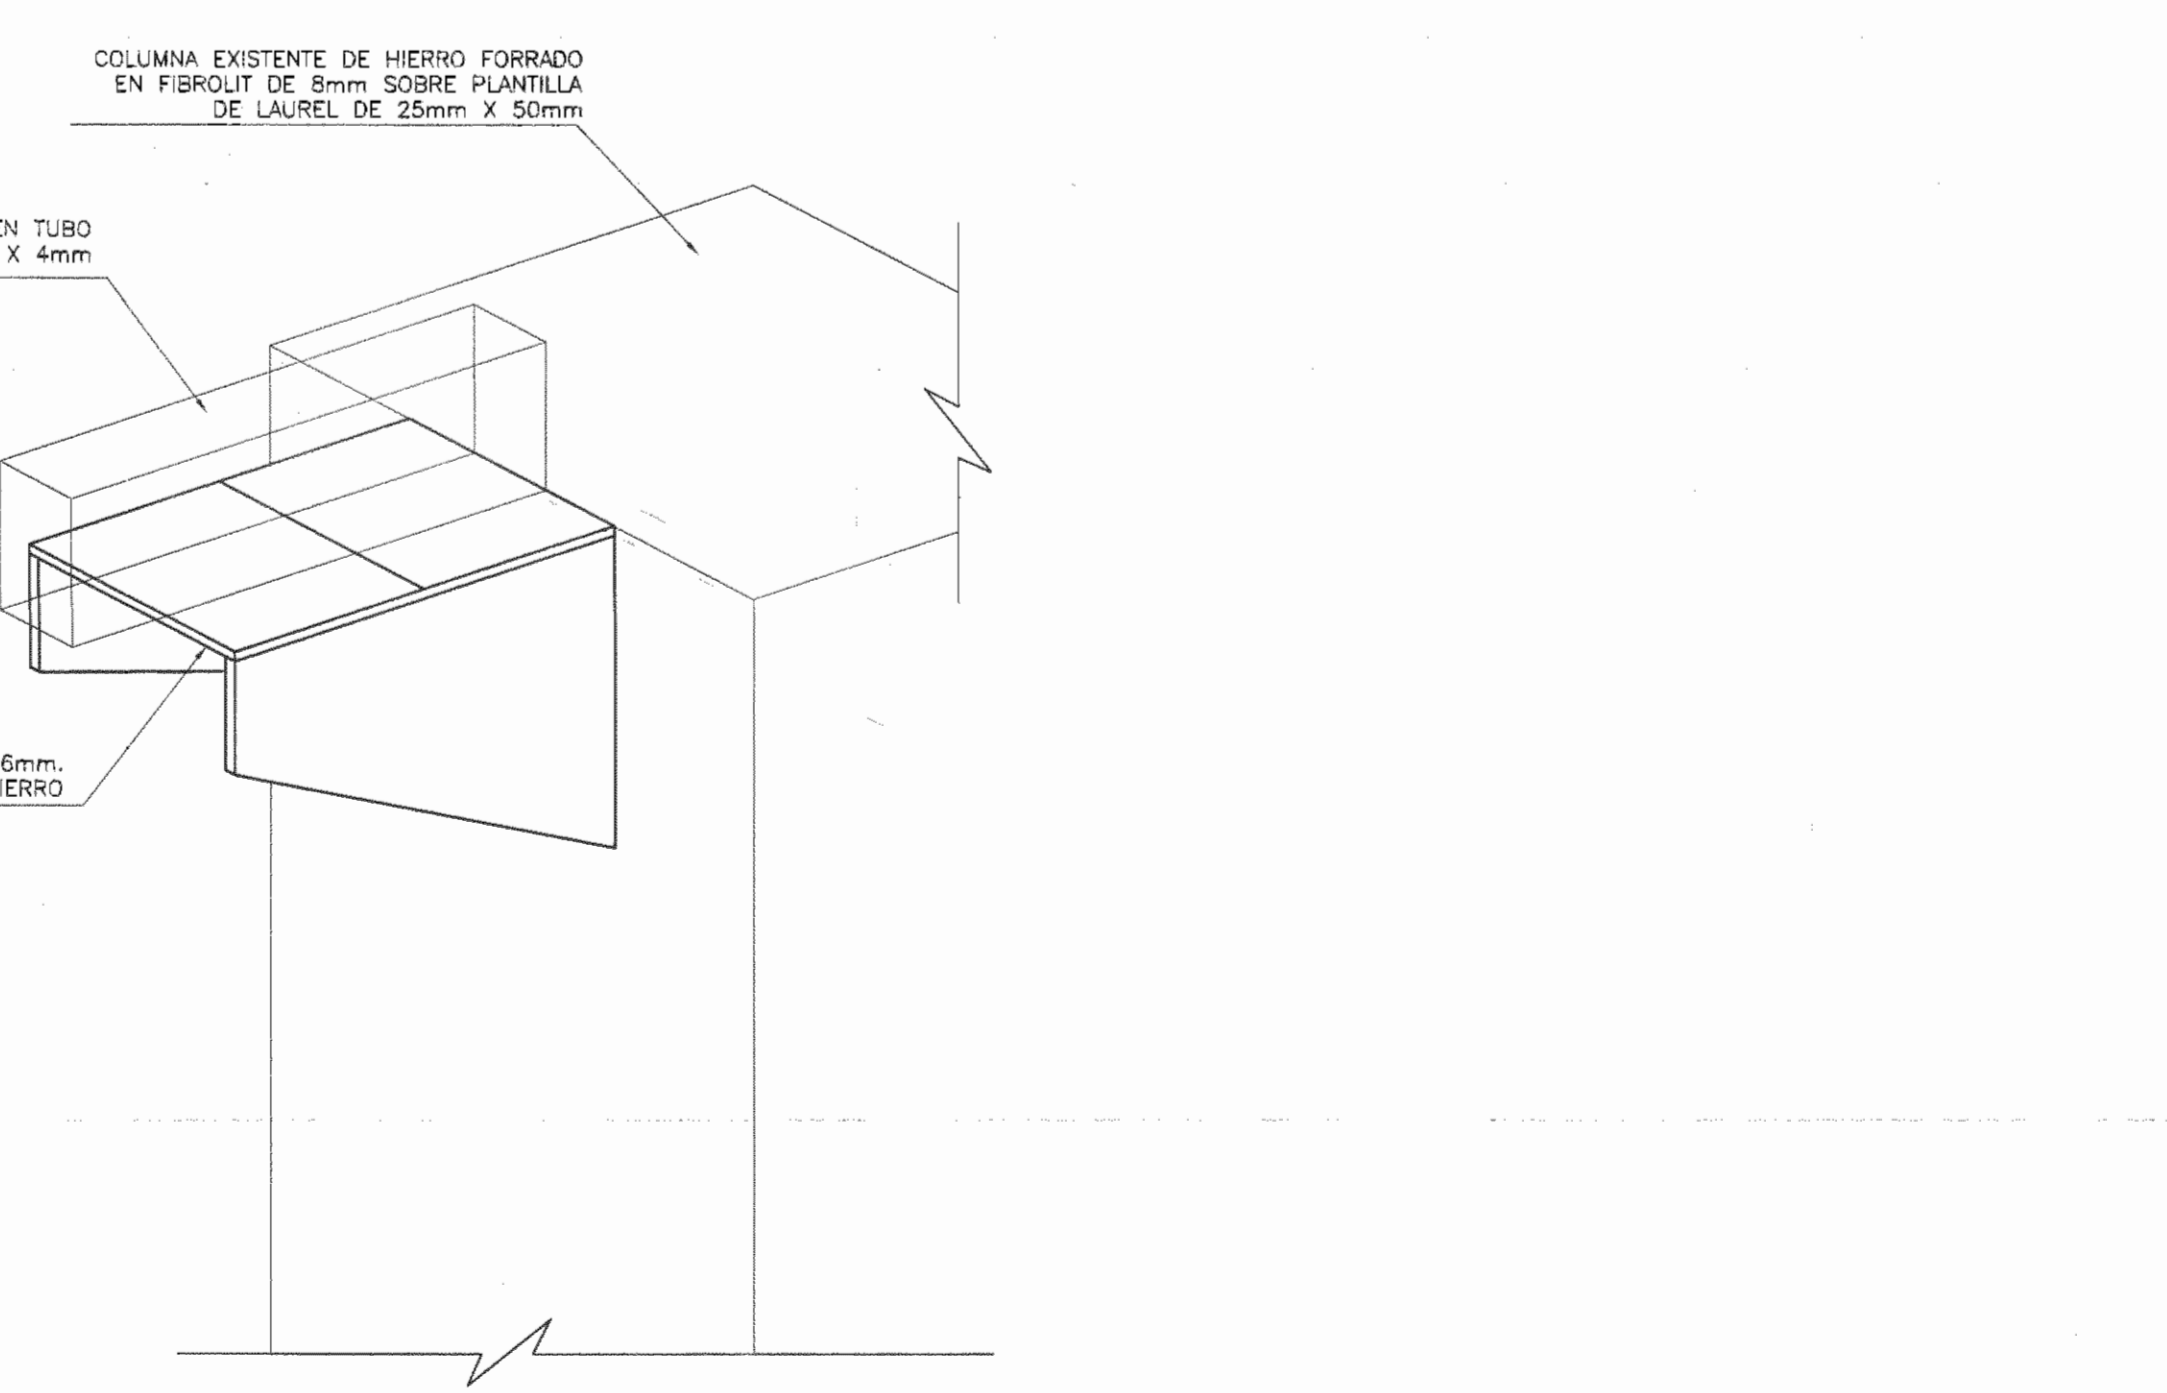 COLUMNA EXISTENTE DE HIERRO FORRADO
EN FIBROLIT DE 8mm SOBRE PLANTILLA
DE LAUREL DE 25mm X 50mm
EN TUBO
X 4mm
6mm.
IERRO